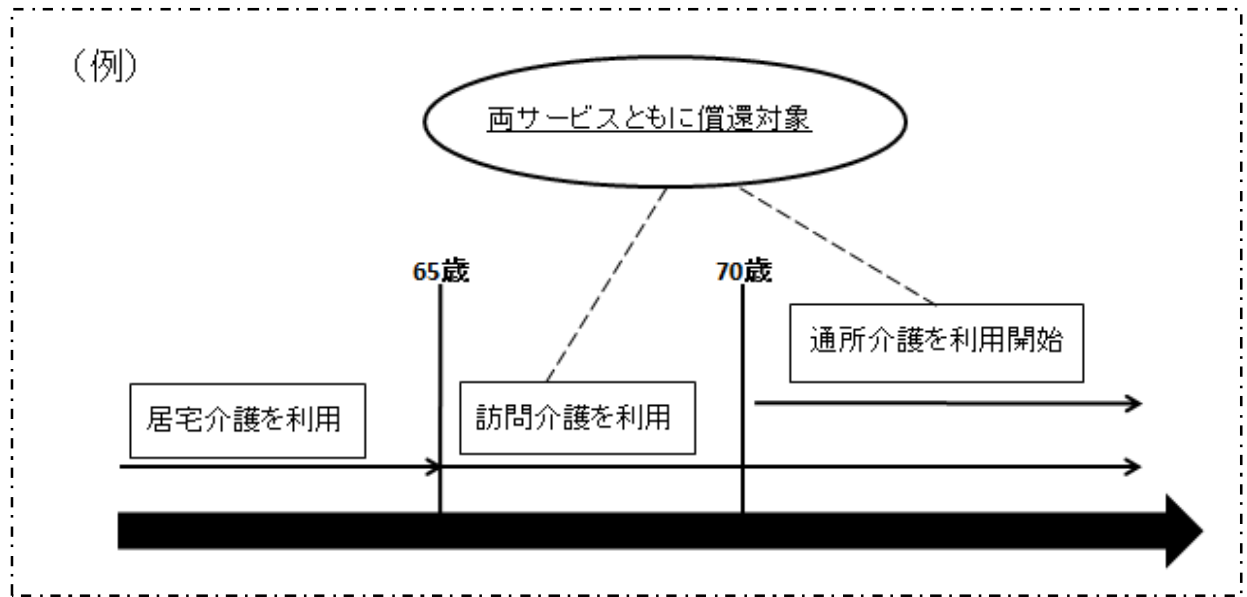 （例）
両サービスともに償還対象
65歳
70歳
通所介護を利用開始
居宅介護を利用
訪問介護を利用